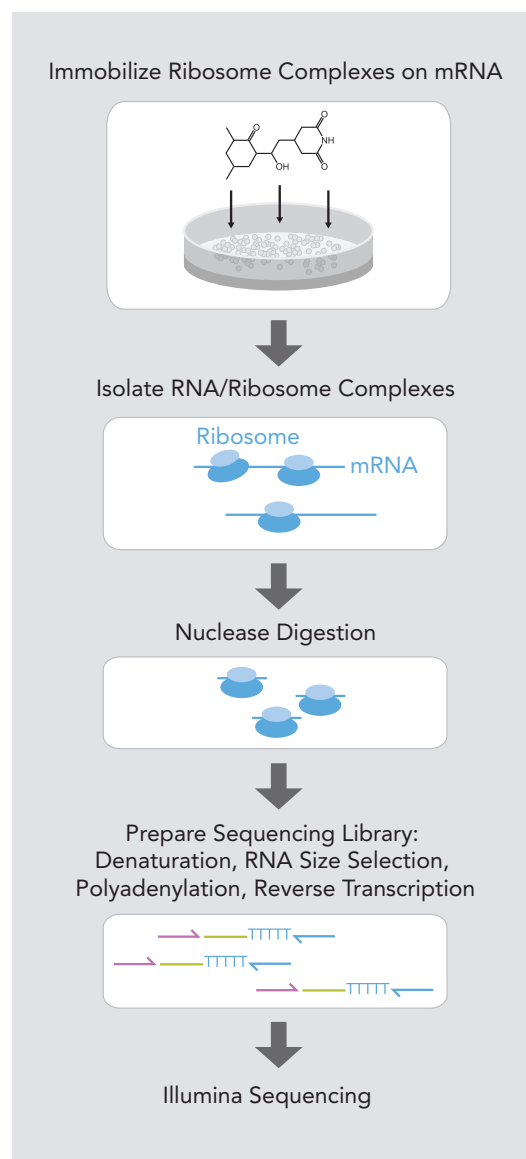 Immobilize Ribosome Complexes on mRNA
O
O
NH
OH
O
Isolate RNA/Ribosome Complexes
Ribosome
mRNA
Nuclease Digestion
Prepare Sequencing Library:
Denaturation, RNA Size Selection,
Polyadenylation, Reverse Transcription
TTTTT
TTTTT
TTTTT
Illumina Sequencing